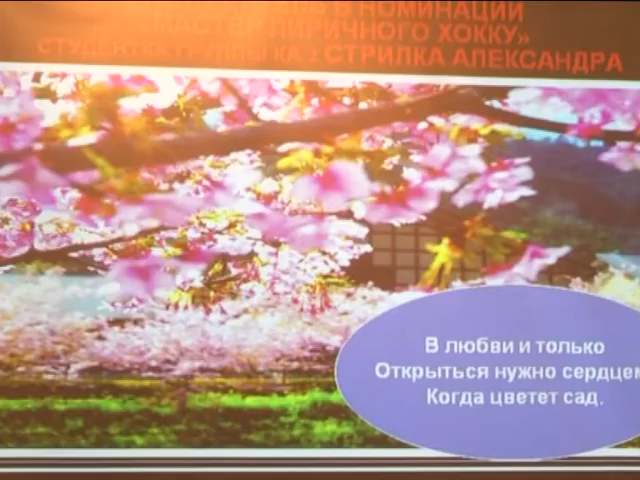 В НОМИНАЦИИ
«МАСТЕР ЛИРИЧНОГО ХОККУ»
СТУДЕНТКА ГРУППЫ СТРИЛКА АЛЕКСАНДРА
В любви и только
Открыться нужно сердцем
Когда цветет сад.